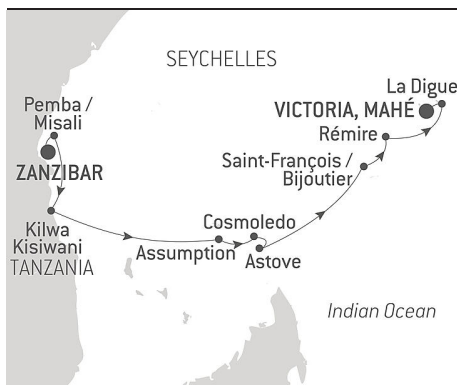 SEYCHELLES
La Digue
Pemba /
Misali
VICTORIA, MAHÉ
Rémire
ZANZIBAR
Saint-François /
Bijoutier
Cosmoledo
Kilwa
Kisiwani
TANZANIA
Assumption
Astove
Indian Ocean